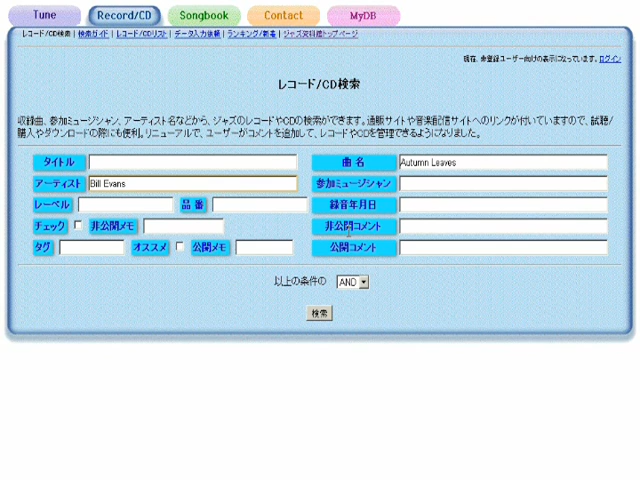 Tune Record/CD Songbook Contact MyDB
レコード/CD検索 | 検索ガイド | レコード/CDリスト | データ入力依頼 | ランキング/新着 | ジャズ資料館トップページ
現在、非登録ユーザー向けの表示になっています。ログイン
レコード/CD検索
収録曲、参加ミュージシャン、アーティスト名などから、ジャズのレコードやCDの検索ができます。通販サイトや音楽配信サイトへのリンクが付いていますので、試聴/
購入やダウンロードの際にも便利。リニューアルで、ユーザーがコメントを追加して、レコードやCDを管理できるようになりました。
タイトル 曲 名 Autumn Leaves
アーティスト Bill Evans 参加ミュージシャン
レーベル 品 番 録音年月日
チェック 非公開メモ 非公開コメント
タグ オススメ 公開メモ 公開コメント
以上の条件の AND
検索